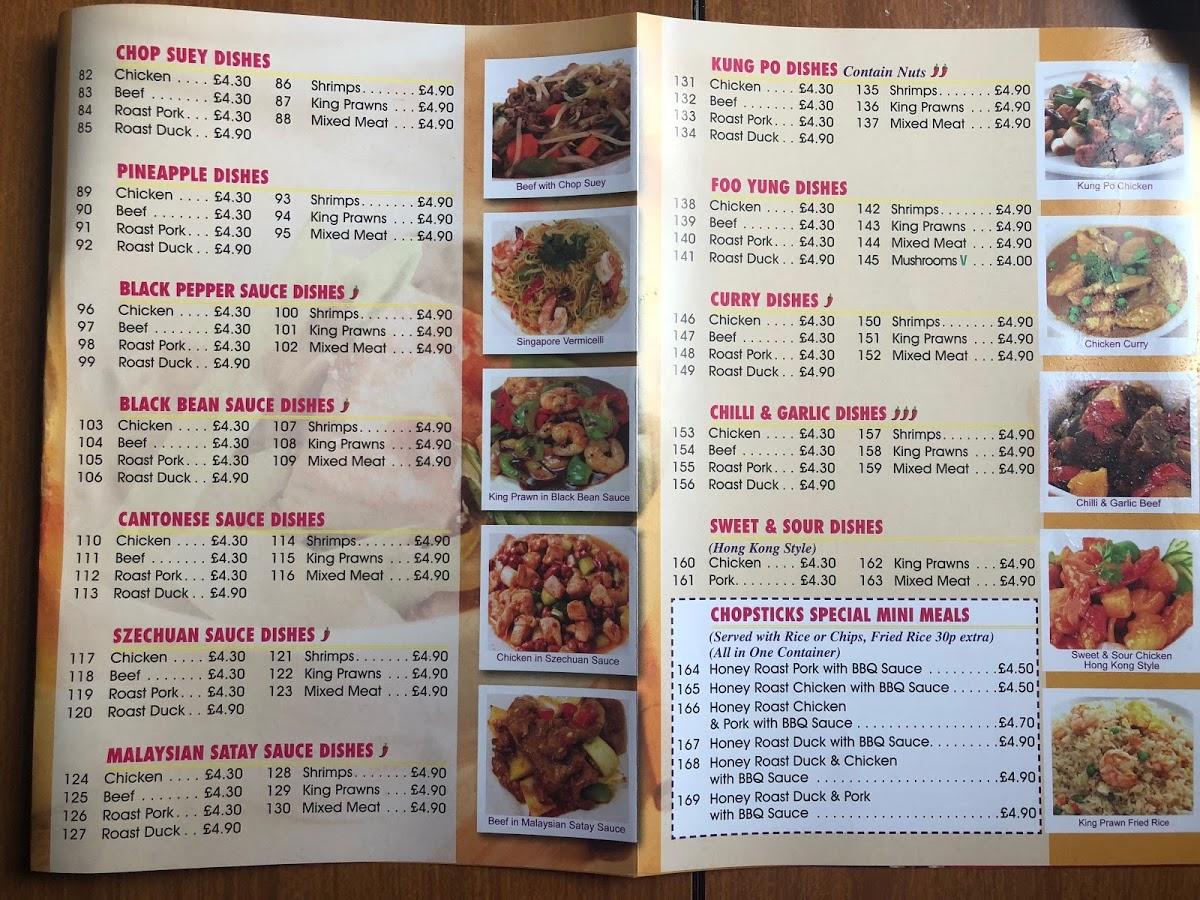 CHOP SUEY DISHES
82 Chicken .... £4.30
83 Beef ....... £4.30
84 Roast Pork... £4.30
85 Roast Duck .. £4.90
86 Shrimps....... £4.90
87 King Prawns ... £4.90
88 Mixed Meat ... £4.90
PINEAPPLE DISHES
89 Chicken .... £4.30
90 Beef ....... £4.30
91 Roast Pork... £4.30
92 Roast Duck .. £4.90
93 Shrimps....... £4.90
94 King Prawns ... £4.90
95 Mixed Meat ... £4.90
BLACK PEPPER SAUCE DISHES
96 Chicken .... £4.30
97 Beef ....... £4.30
98 Roast Pork... £4.30
99 Roast Duck .. £4.90
100 Shrimps....... £4.90
101 King Prawns ... £4.90
102 Mixed Meat ... £4.90
BLACK BEAN SAUCE DISHES
103 Chicken .... £4.30
104 Beef ....... £4.30
105 Roast Pork... £4.30
106 Roast Duck .. £4.90
107 Shrimps....... £4.90
108 King Prawns ... £4.90
109 Mixed Meat ... £4.90
CANTONESE SAUCE DISHES
110 Chicken .... £4.30
111 Beef ....... £4.30
112 Roast Pork... £4.30
113 Roast Duck .. £4.90
114 Shrimps....... £4.90
115 King Prawns ... £4.90
116 Mixed Meat ... £4.90
SZECHUAN SAUCE DISHES
117 Chicken .... £4.30
118 Beef ....... £4.30
119 Roast Pork... £4.30
120 Roast Duck .. £4.90
121 Shrimps....... £4.90
122 King Prawns ... £4.90
123 Mixed Meat ... £4.90
MALAYSIAN SATAY SAUCE DISHES
124 Chicken .... £4.30
125 Beef ....... £4.30
126 Roast Pork... £4.30
127 Roast Duck .. £4.90
128 Shrimps....... £4.90
129 King Prawns ... £4.90
130 Mixed Meat ... £4.90
Beef with Chop Suey
Singapore Vermicelli
King Prawn in Black Bean Sauce
Chicken in Szechuan Sauce
Beef in Malaysian Satay Sauce
KUNG PO DISHES Contain Nuts
131 Chicken .... £4.30
132 Beef ....... £4.30
133 Roast Pork... £4.30
134 Roast Duck .. £4.90
135 Shrimps....... £4.90
136 King Prawns ... £4.90
137 Mixed Meat ... £4.90
FOO YUNG DISHES
138 Chicken .... £4.30
139 Beef ....... £4.30
140 Roast Pork... £4.30
141 Roast Duck .. £4.90
142 Shrimps....... £4.90
143 King Prawns ... £4.90
144 Mixed Meat ... £4.90
145 Mushrooms V ... £4.00
CURRY DISHES
146 Chicken .... £4.30
147 Beef ....... £4.30
148 Roast Pork... £4.30
149 Roast Duck .. £4.90
150 Shrimps....... £4.90
151 King Prawns ... £4.90
152 Mixed Meat ... £4.90
CHILLI & GARLIC DISHES
153 Chicken .... £4.30
154 Beef ....... £4.30
155 Roast Pork... £4.30
156 Roast Duck .. £4.90
157 Shrimps....... £4.90
158 King Prawns ... £4.90
159 Mixed Meat ... £4.90
SWEET & SOUR DISHES
(Hong Kong Style)
160 Chicken .... £4.30
161 Pork........ £4.30
162 King Prawns ... £4.90
163 Mixed Meat ... £4.90
CHOPSTICKS SPECIAL MINI MEALS
(Served with Rice or Chips, Fried Rice 30p extra)
(All in One Container)
164 Honey Roast Pork with BBQ Sauce .........£4.50
165 Honey Roast Chicken with BBQ Sauce ......£4.50
166 Honey Roast Chicken
& Pork with BBQ Sauce ..................£4.70
167 Honey Roast Duck with BBQ Sauce.........£4.90
168 Honey Roast Duck & Chicken
with BBQ Sauce .......................£4.90
169 Honey Roast Duck & Pork
with BBQ Sauce .......................£4.90
Kung Po Chicken
Chicken Curry
Chilli & Garlic Beef
Sweet & Sour Chicken
Hong Kong Style
King Prawn Fried Rice